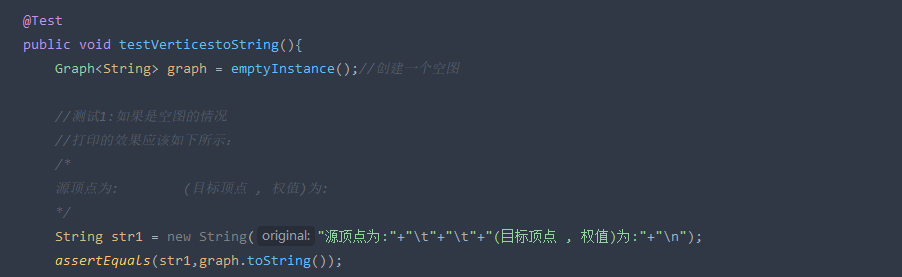 @Test
public void testVerticestoString(){
Graph<String> graph = emptyInstance();//创建一个空图
//测试1:如果是空图的情况
//打印的效果应该如下所示:
/*
源顶点为:        (目标顶点 , 权值)为:
*/
String str1 = new String( original: "源顶点为:"+"\t"+"\t"+"(目标顶点 , 权值)为:"+"\n");
assertEquals(str1,graph.toString());